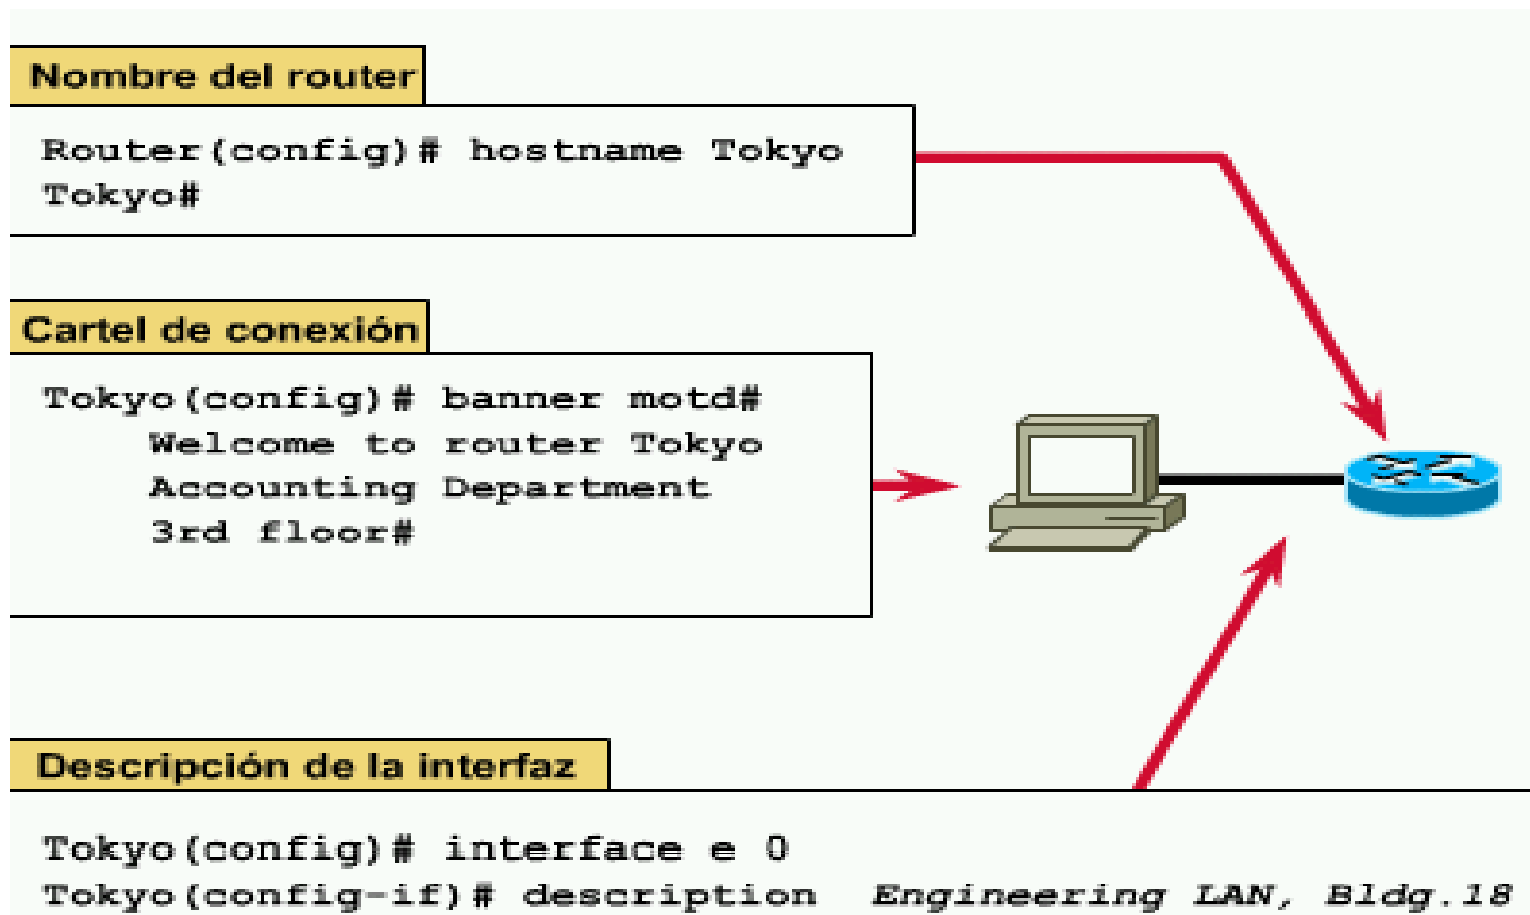 Nombre del router
Router(config)# hostname Tokyo
Tokyo#
Cartel de conexión
Tokyo(config)# banner motd#
Welcome to router Tokyo
Accounting Department
3rd floor#
Descripción de la interfaz
Tokyo(config)# interface e 0
Tokyo(config-if)# description Engineering LAN, Bldg.18